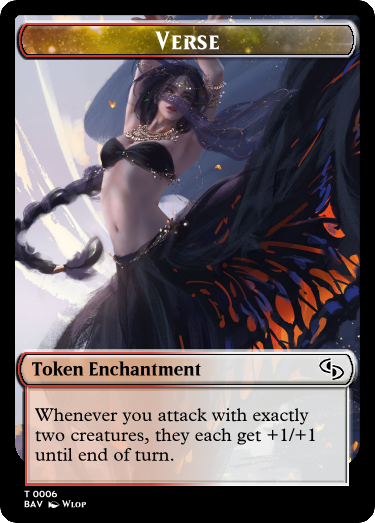 Verse
Token Enchantment
Whenever you attack with exactly
two creatures, they each get +1/+1
until end of turn.
T 0006
BAV Wlop